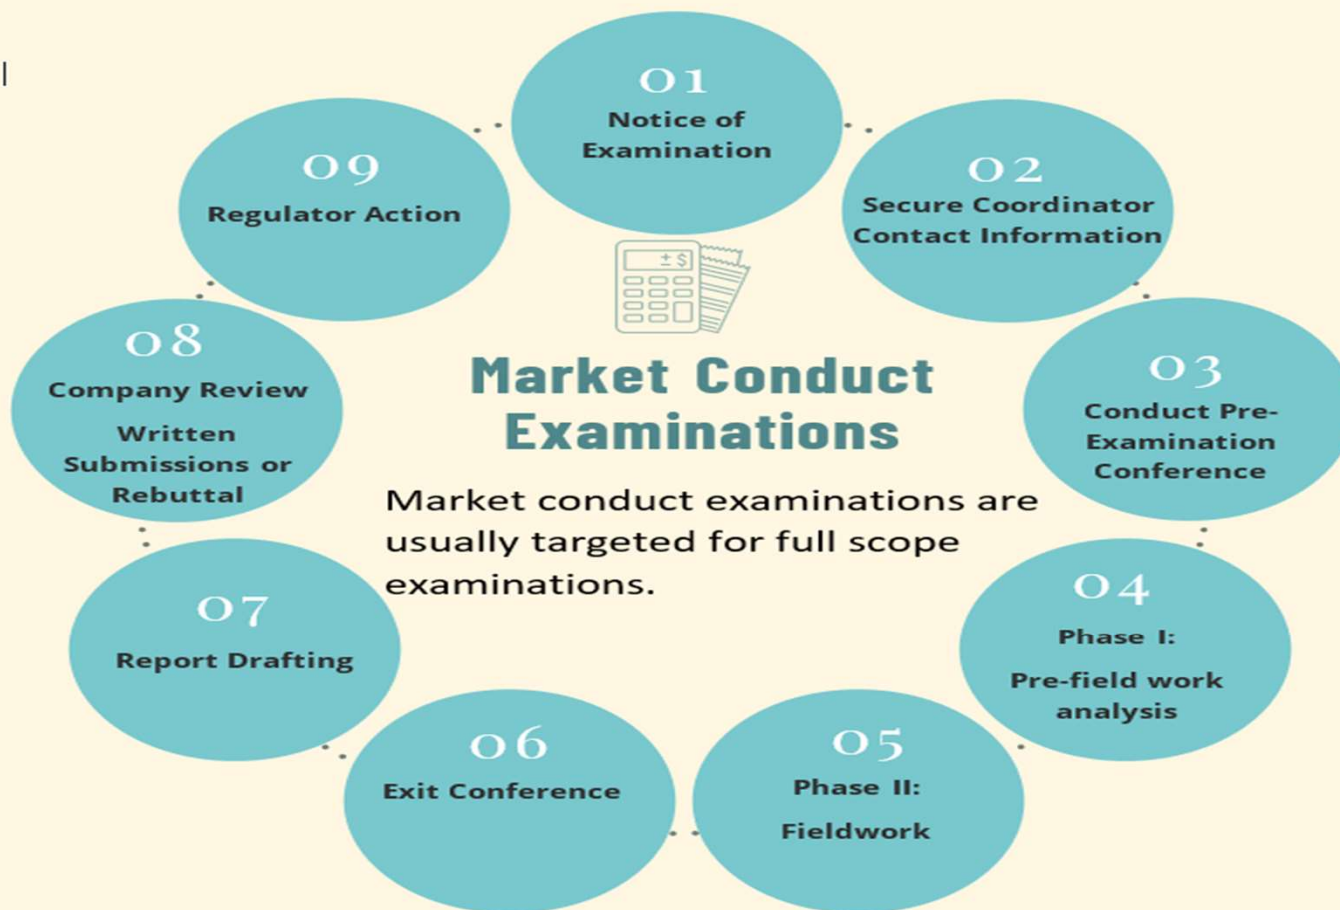 01
Notice of
Examination
02
Secure Coordinator
Contact Information
03
Conduct Pre-
Examination
Conference
04
Phase I:
Pre-field work
analysis
05
Phase II:
Fieldwork
06
Exit Conference
07
Report Drafting
08
Company Review
Written
Submissions or
Rebuttal
09
Regulator Action
± $
Market Conduct
Examinations
Market conduct examinations are
usually targeted for full scope
examinations.